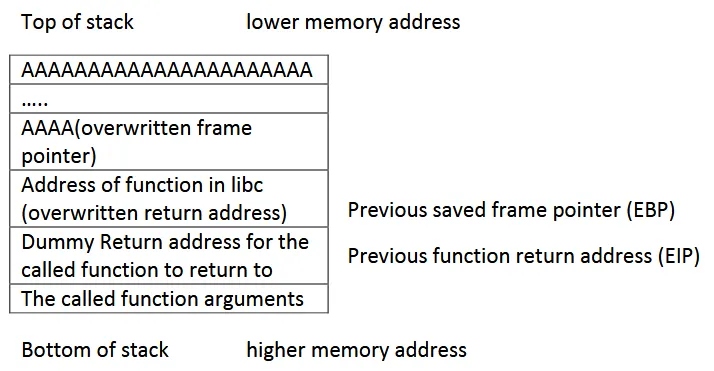 Top of stack lower memory address
AAAAAAAAAAAAAAAAAAAAAA
…..
AAAA(overwritten frame
pointer)
Address of function in libc
(overwritten return address)
Previous saved frame pointer (EBP)
Dummy Return address for the
called function to return to
Previous function return address (EIP)
The called function arguments
Bottom of stack higher memory address